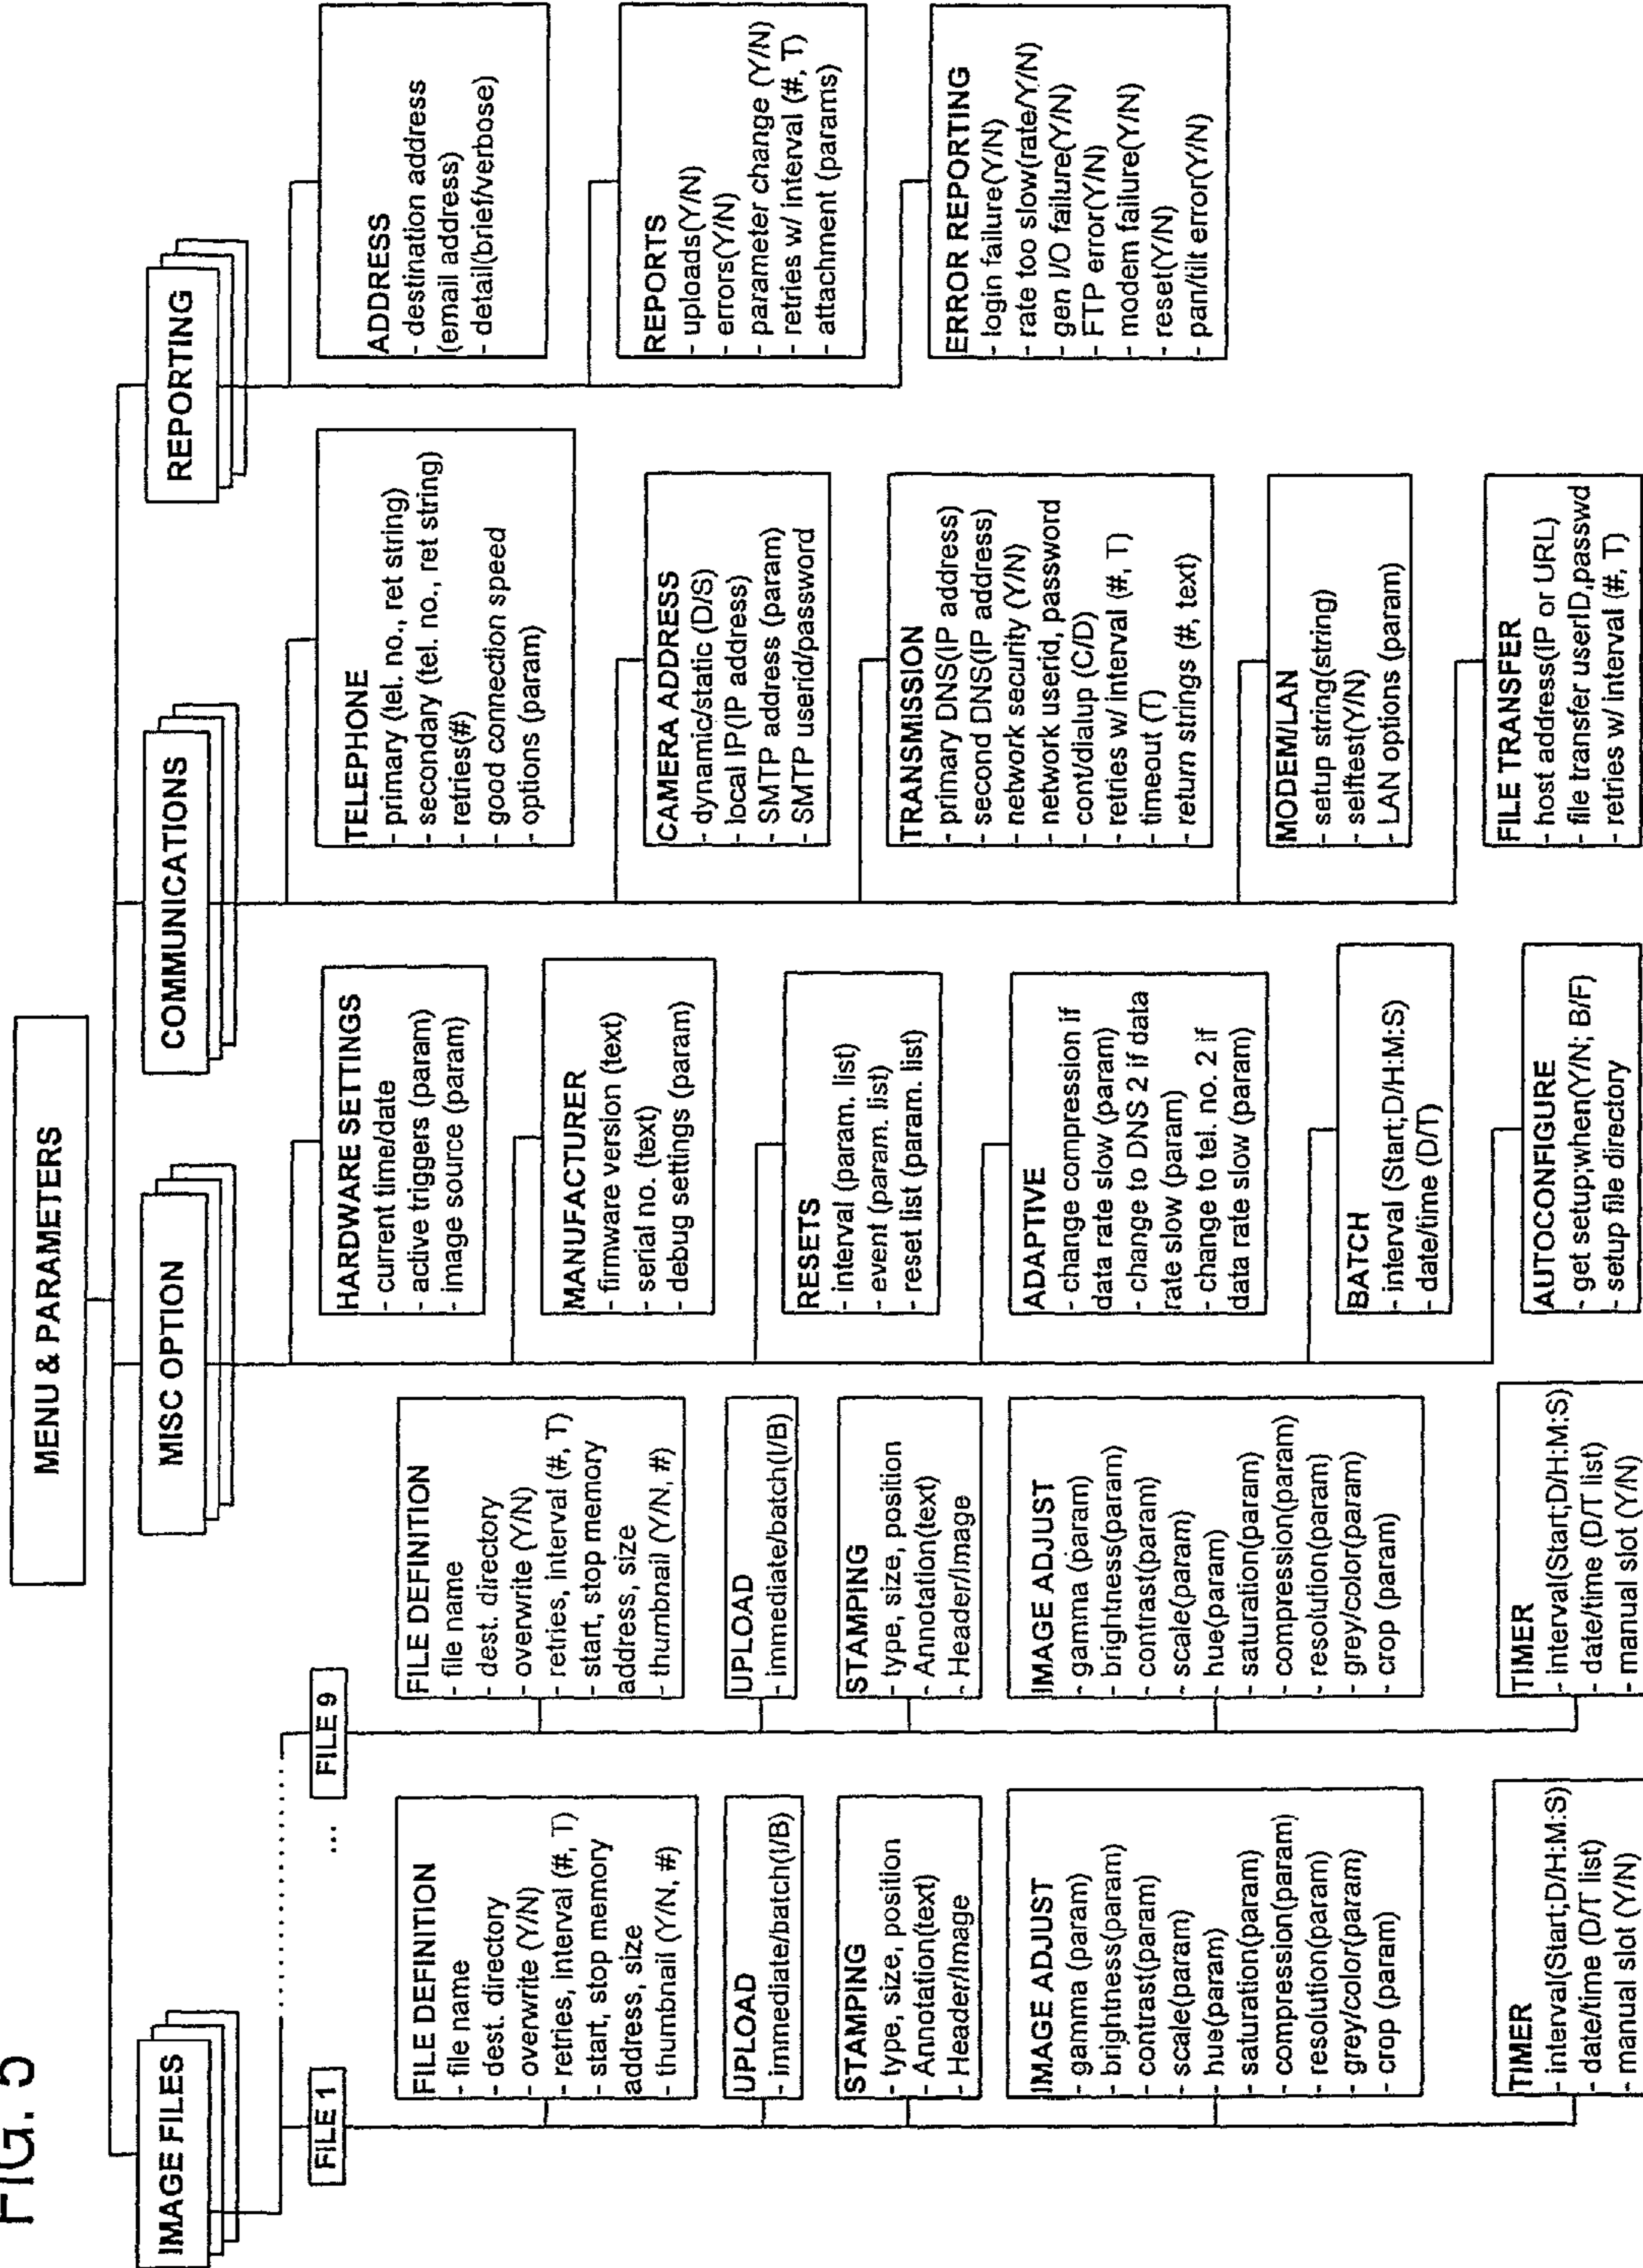 FIG. 5
MENU & PARAMETERS
IMAGE FILES
FILE 1
FILE DEFINITION
- file name
- dest. directory
- overwrite (Y/N)
- retries, interval (#, T)
- start, stop memory
address, size
- thumbnail (Y/N, #)
UPLOAD
- immediate/batch(I/B)
STAMPING
- type, size, position
- Annotation(text)
- Header/Image
IMAGE ADJUST
- gamma (param)
- brightness(param)
- contrast(param)
- scale(param)
- hue(param)
- saturation(param)
- compression(param)
- resolution(param)
- grey/color(param)
- crop (param)
TIMER
- interval(Start;D/H:M:S)
- date/time (D/T list)
- manual slot (Y/N)
...
FILE 9
FILE DEFINITION
- file name
- dest. directory
- overwrite (Y/N)
- retries, interval (#, T)
- start, stop memory
address, size
- thumbnail (Y/N, #)
UPLOAD
- immediate/batch(I/B)
STAMPING
- type, size, position
- Annotation(text)
- Header/Image
IMAGE ADJUST
- gamma (param)
- brightness(param)
- contrast(param)
- scale(param)
- hue(param)
- saturation(param)
- compression(param)
- resolution(param)
- grey/color(param)
- crop (param)
TIMER
- interval(Start;D/H:M:S)
- date/time (D/T list)
- manual slot (Y/N)
MISC OPTION
HARDWARE SETTINGS
- current time/date
- active triggers (param)
- image source (param)
MANUFACTURER
- firmware version (text)
- serial no. (text)
- debug settings (param)
RESETS
- interval (param. list)
- event (param. list)
- reset list (param. list)
ADAPTIVE
- change compression if
data rate slow (param)
- change to DNS 2 if data
rate slow (param)
- change to tel. no. 2 if
data rate slow (param)
BATCH
- interval (Start;D/H:M:S)
- date/time (D/T)
AUTOCONFIGURE
- get setup;when(Y/N; B/F)
- setup file directory
COMMUNICATIONS
TELEPHONE
- primary (tel. no., ret string)
- secondary (tel. no., ret string)
- retries(#)
- good connection speed
- options (param)
CAMERA ADDRESS
- dynamic/static (D/S)
- local IP(IP address)
- SMTP address (param)
- SMTP userid/password
TRANSMISSION
- primary DNS(IP address)
- second DNS(IP address)
- network security (Y/N)
- network userid, password
- cont/dialup (C/D)
- retries w/ interval (#, T)
- timeout (T)
- return strings (#, text)
MODEM/LAN
- setup string(string)
- selftest(Y/N)
- LAN options (param)
FILE TRANSFER
- host address(IP or URL)
- file transfer userID,passwd
- retries w/ interval (#, T)
REPORTING
ADDRESS
- destination address
(email address)
- detail(brief/verbose)
REPORTS
- uploads(Y/N)
- errors(Y/N)
- parameter change (Y/N)
- retries w/ interval (#, T)
- attachment (params)
ERROR REPORTING
- login failure(Y/N)
- rate too slow(rate/Y/N)
- gen I/O failure(Y/N)
- FTP error(Y/N)
- modem failure(Y/N)
- reset(Y/N)
- pan/tilt error(Y/N)